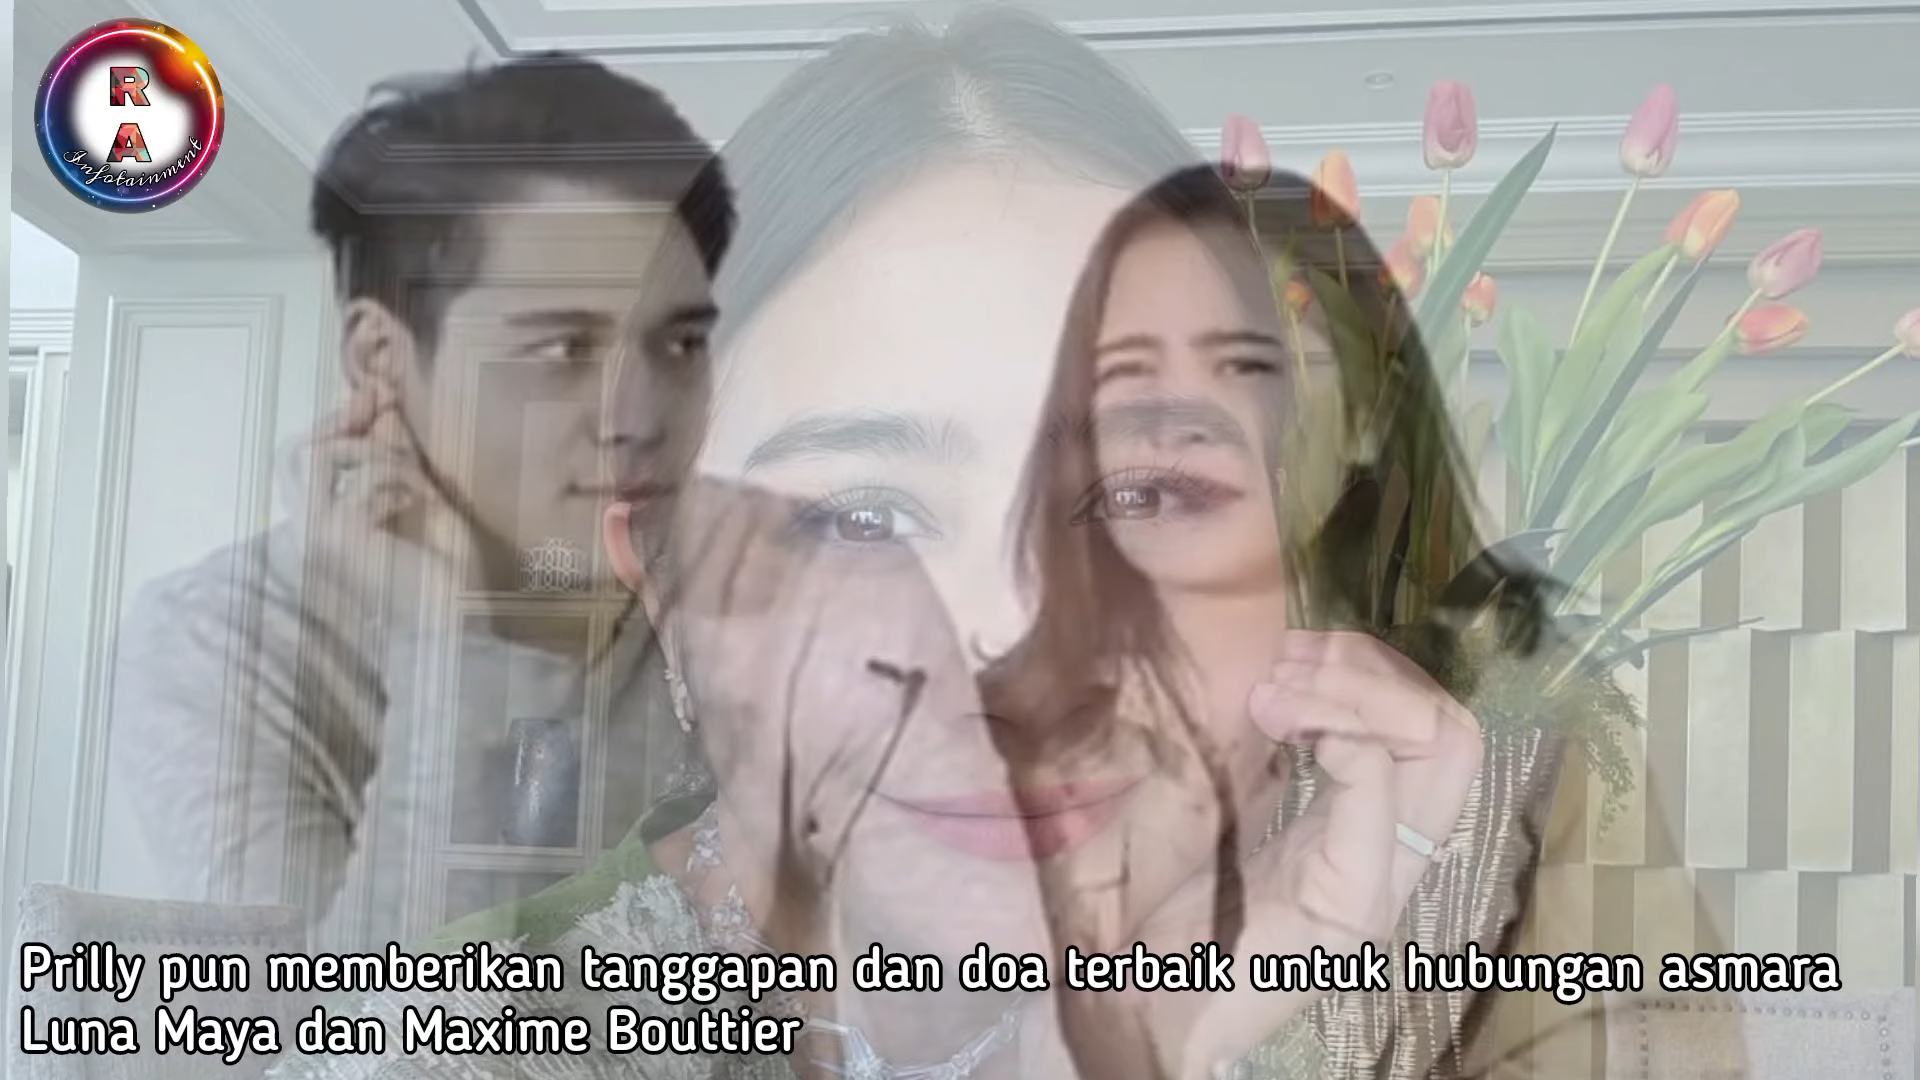 R
A
Infotainment
Prilly pun memberikan tanggapan dan doa terbaik untuk hubungan asmara
Luna Maya dan Maxime Bouttier